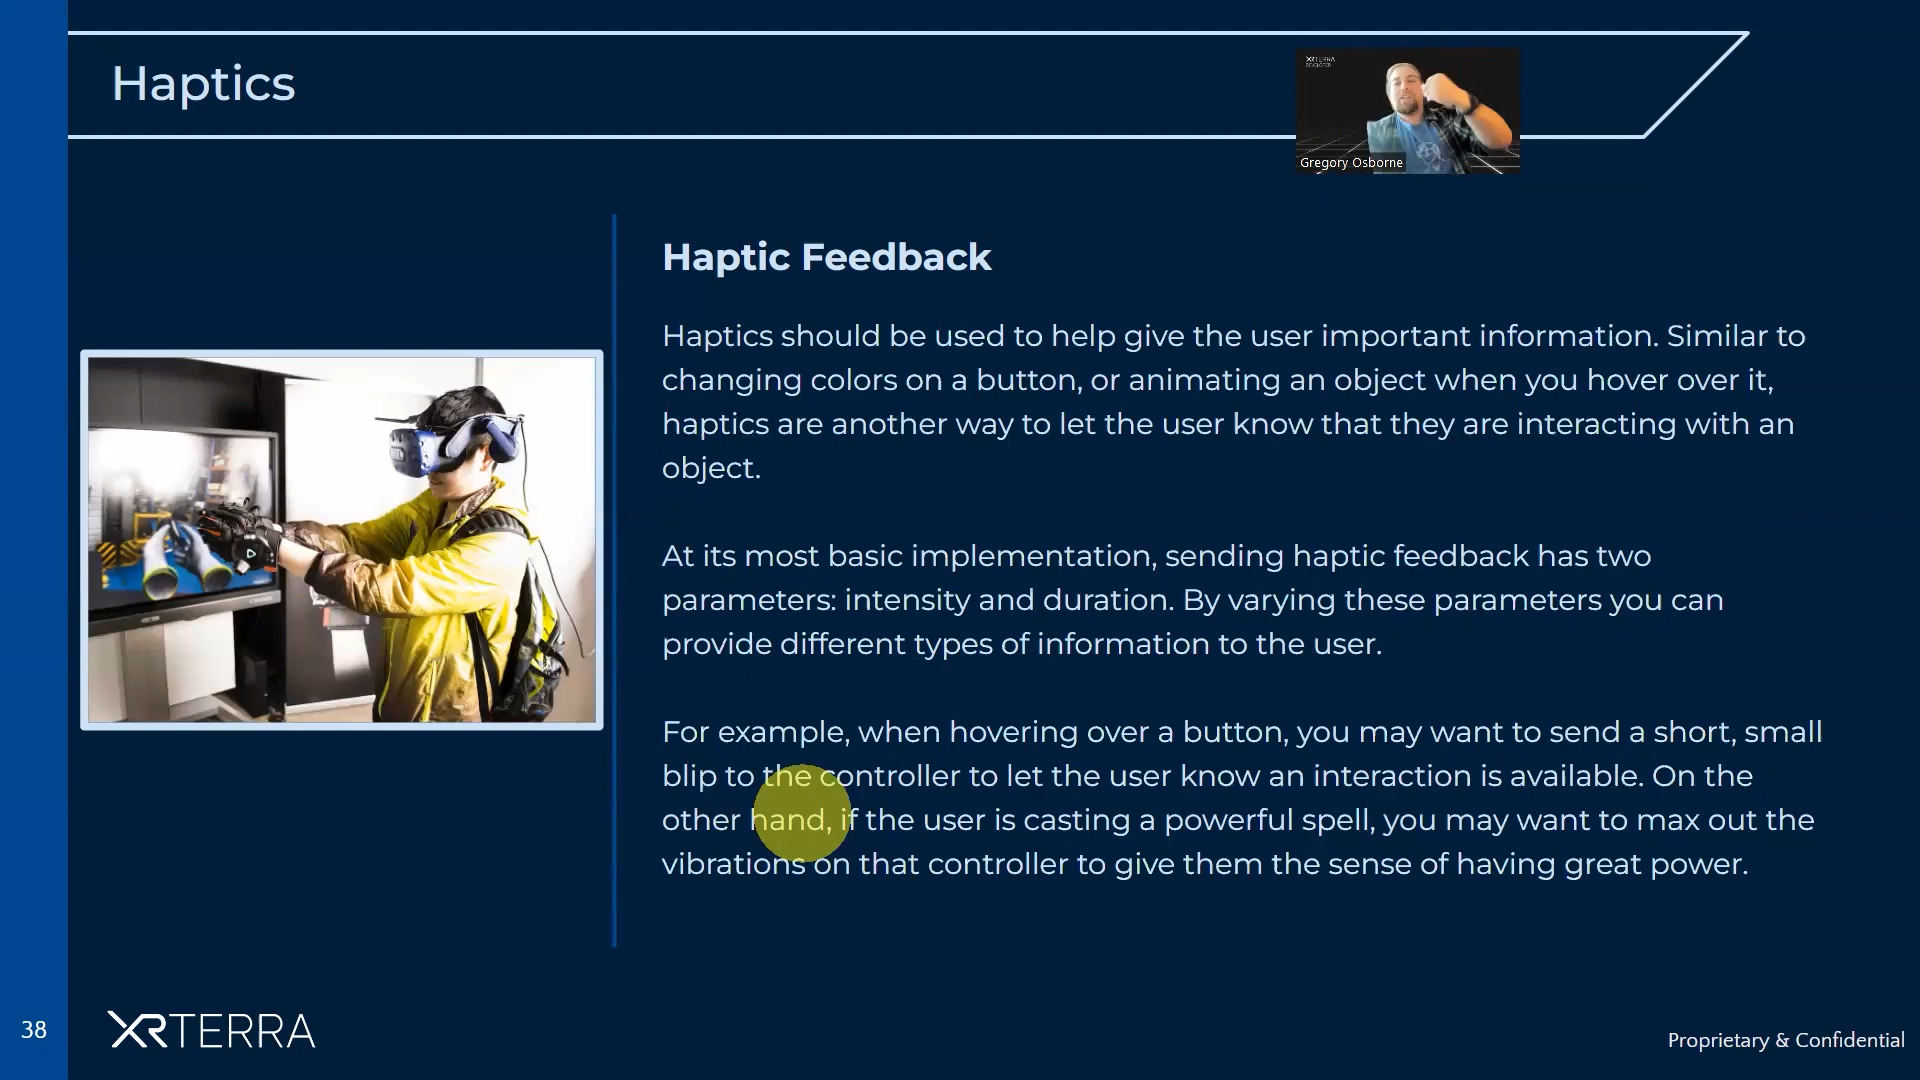 Haptics
XRTERRA
DEVELOPER
Gregory Osborne
Haptic Feedback
Haptics should be used to help give the user important information. Similar to
changing colors on a button, or animating an object when you hover over it,
haptics are another way to let the user know that they are interacting with an
object.
At its most basic implementation, sending haptic feedback has two
parameters: intensity and duration. By varying these parameters you can
provide different types of information to the user.
For example, when hovering over a button, you may want to send a short, small
blip to the controller to let the user know an interaction is available. On the
other hand, if the user is casting a powerful spell, you may want to max out the
vibrations on that controller to give them the sense of having great power.
38
XRTERRA
Proprietary & Confidential